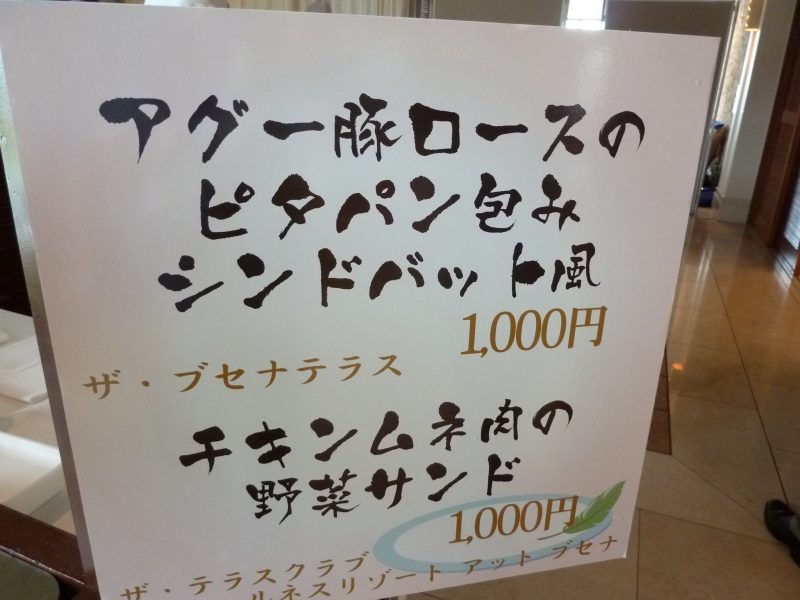 アグー豚ロースの
ピタパン包み
シンドバット風
1,000円
ザ・ブセナテラス
チキンムネ肉の
野菜サンド
1,000円
ザ・テラスクラブ
ルネスリゾート アット ブセナ